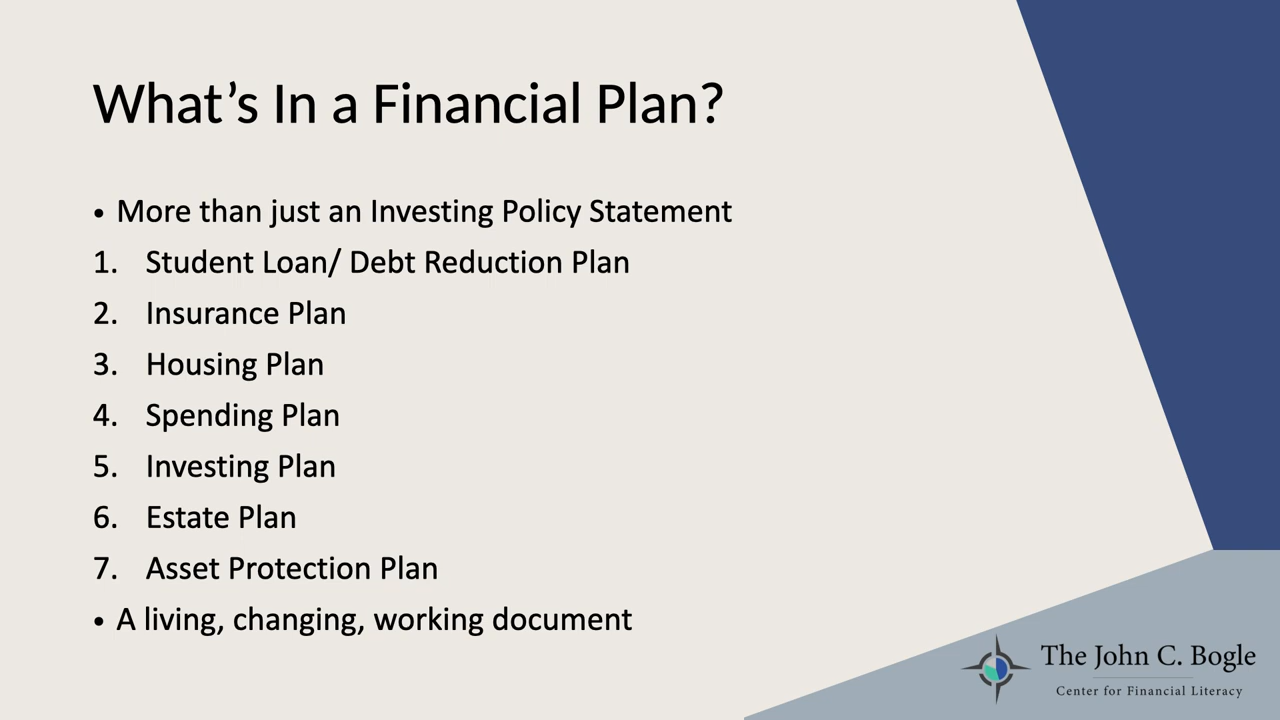 What’s In a Financial Plan?
• More than just an Investing Policy Statement
1. Student Loan/ Debt Reduction Plan
2. Insurance Plan
3. Housing Plan
4. Spending Plan
5. Investing Plan
6. Estate Plan
7. Asset Protection Plan
• A living, changing, working document
The John C. Bogle
Center for Financial Literacy